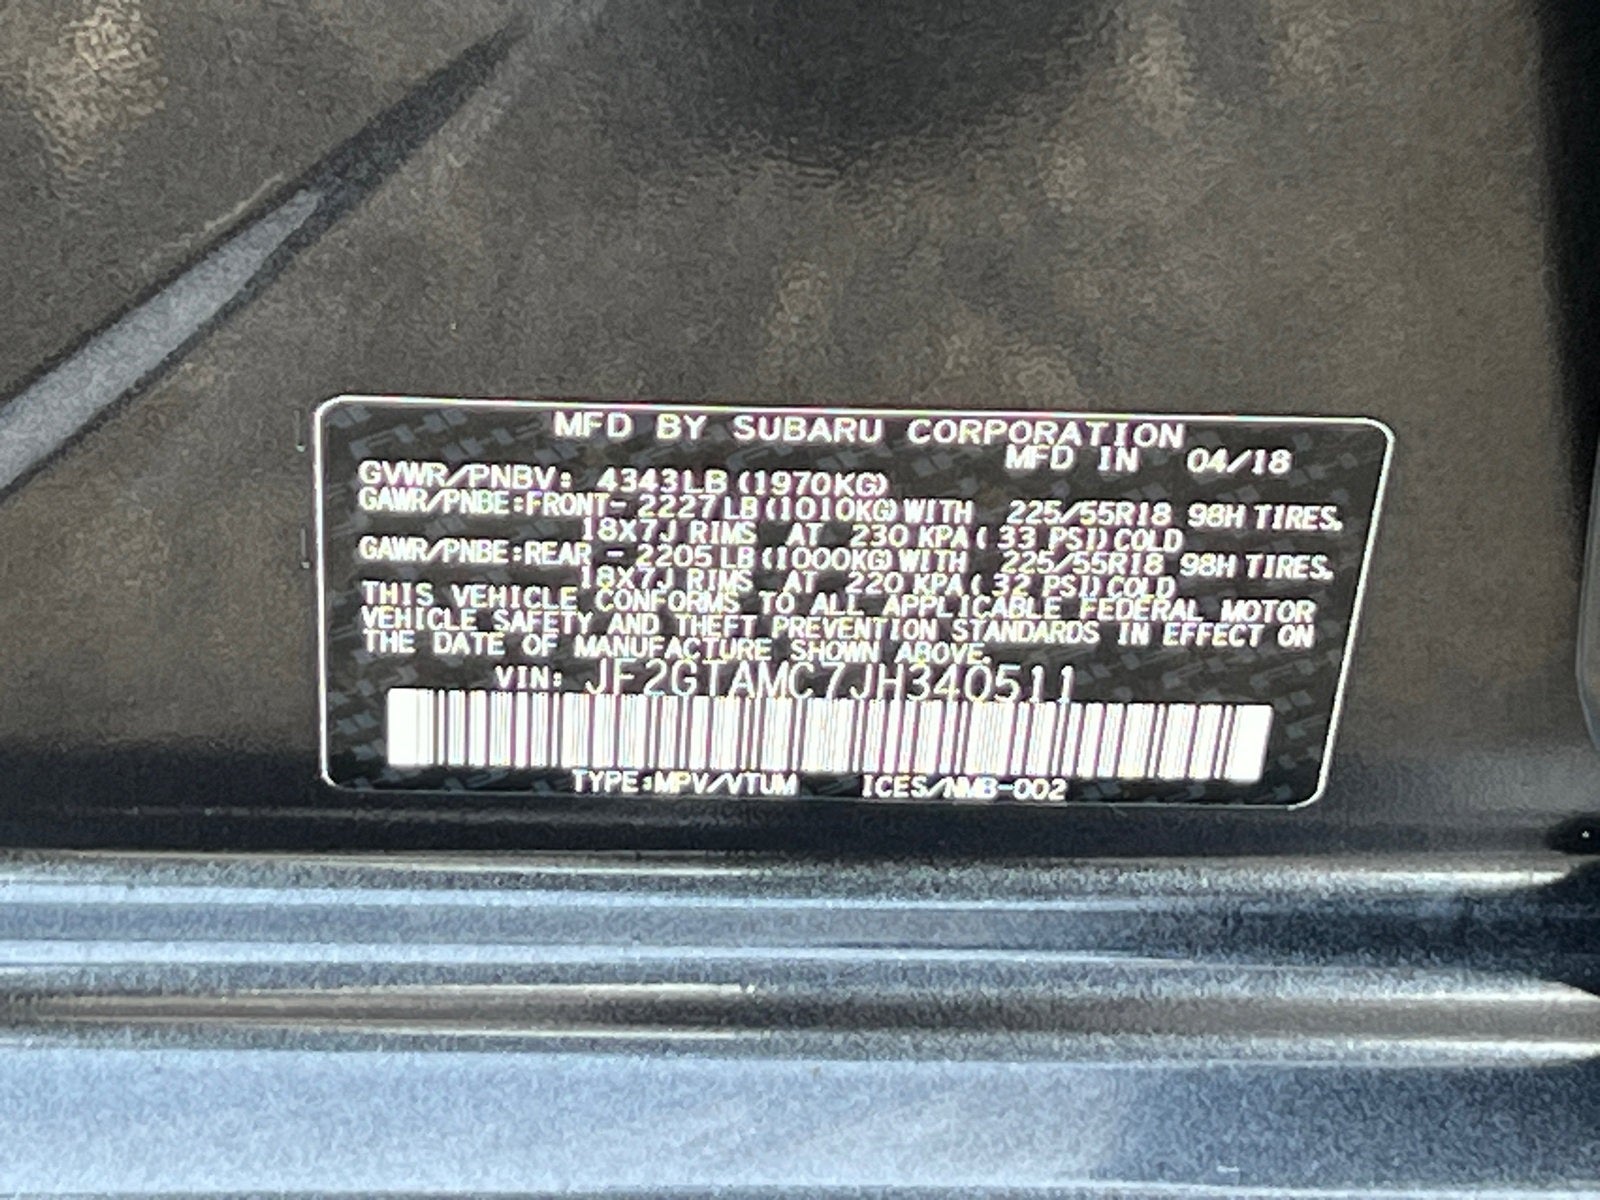 MFD BY SUBARU CORPORATION
MFD IN 04/18
GVWR/PNBV: 4343LB (1970KG)
GAWR/PNBE:FRONT- 2227 LB (1010KG) WITH 225/55R18 98H TIRES,
18X7J RIMS AT 230 KPA ( 33 PSI) COLD
GAWR/PNBE:REAR - 2205 LB (1000KG) WITH 225/55R18 98H TIRES,
18X7J RIMS AT 220 KPA ( 32 PSI) COLD
THIS VEHICLE CONFORMS TO ALL APPLICABLE FEDERAL MOTOR
VEHICLE SAFETY AND THEFT PREVENTION STANDARDS IN EFFECT ON
THE DATE OF MANUFACTURE SHOWN ABOVE.
VIN: JF2GTAMC7JH340511
TYPE:MPV/VTUM ICES/NMB-002